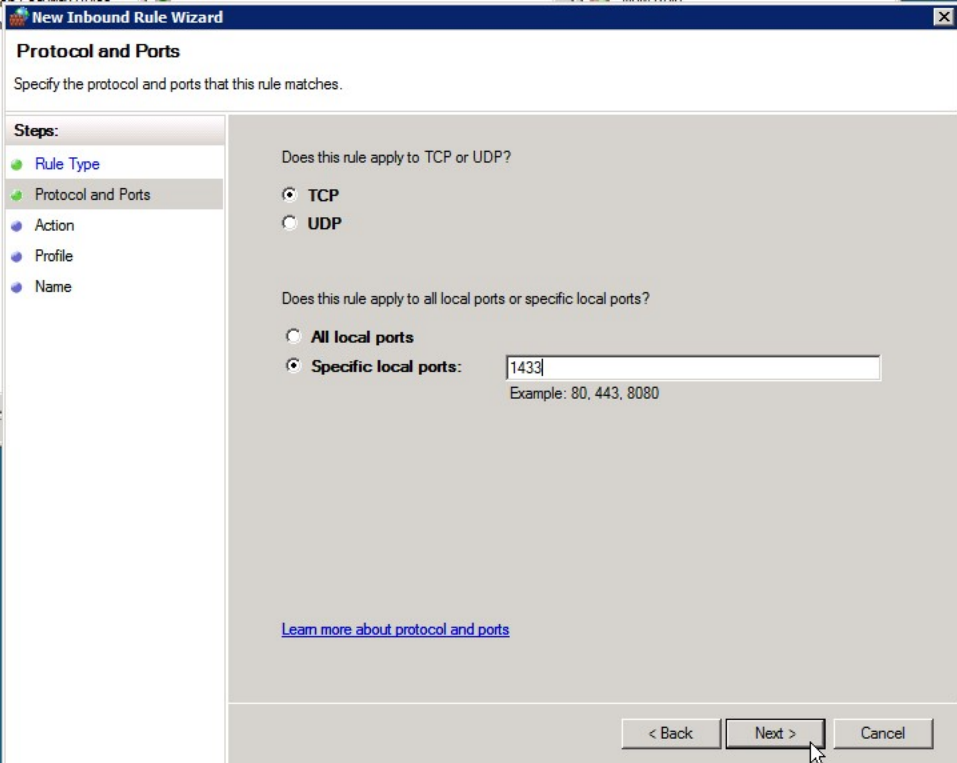 New Inbound Rule Wizard
Protocol and Ports
Specify the protocol and ports that this rule matches.
Steps:
Rule Type
Protocol and Ports
Action
Profile
Name
Does this rule apply to TCP or UDP?
TCP
UDP
Does this rule apply to all local ports or specific local ports?
All local ports
Specific local ports: 1433
Example: 80, 443, 8080
Learn more about protocol and ports
< Back Next > Cancel